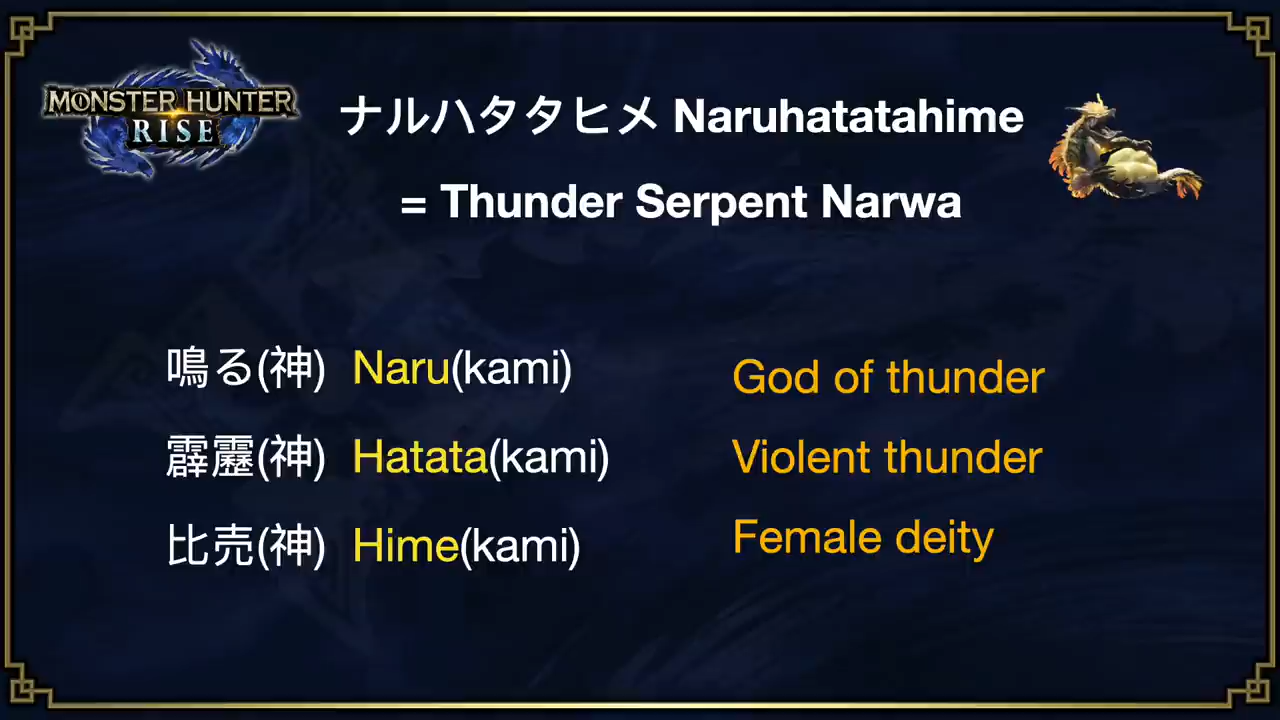 MONSTER HUNTER
RISE
ナルハタタヒメ Naruhatatahime
= Thunder Serpent Narwa
鳴る(神) Naru(kami) God of thunder
霹靂(神) Hatata(kami) Violent thunder
比売(神) Hime(kami) Female deity